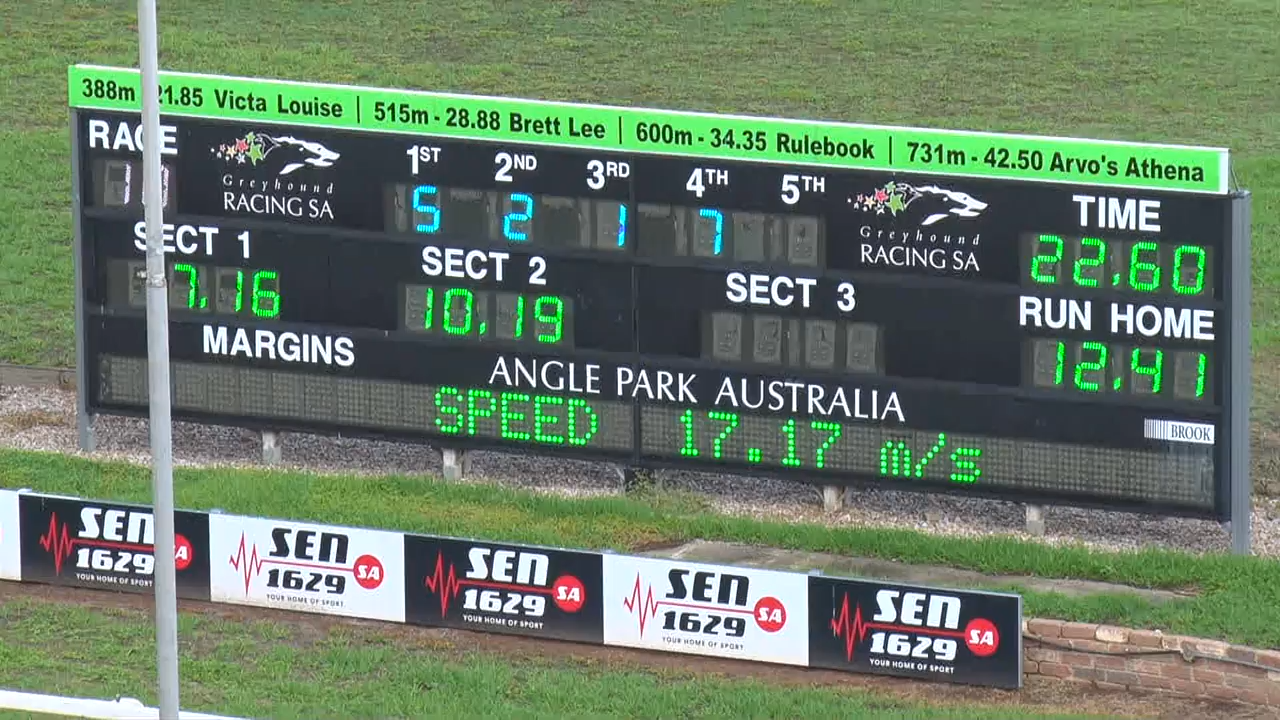 388m 21.85 Victa Louise | 515m - 28.88 Brett Lee | 600m - 34.35 Rulebook | 731m - 42.50 Arvo's Athena
RACE
Greyhound
RACING SA
1ST 2ND 3RD 4TH 5TH
5 2 1 7
Greyhound
RACING SA
TIME
22.60
SECT 1
7.16
SECT 2
10.19
SECT 3
RUN HOME
12.41
MARGINS
ANGLE PARK AUSTRALIA
SPEED 17.17 m/s
BROOK
SEN
1629 SA
YOUR HOME OF SPORT
SEN
1629 SA
YOUR HOME OF SPORT
SEN
1629 SA
YOUR HOME OF SPORT
SEN
1629 SA
YOUR HOME OF SPORT
SEN
1629 SA
YOUR HOME OF SPORT